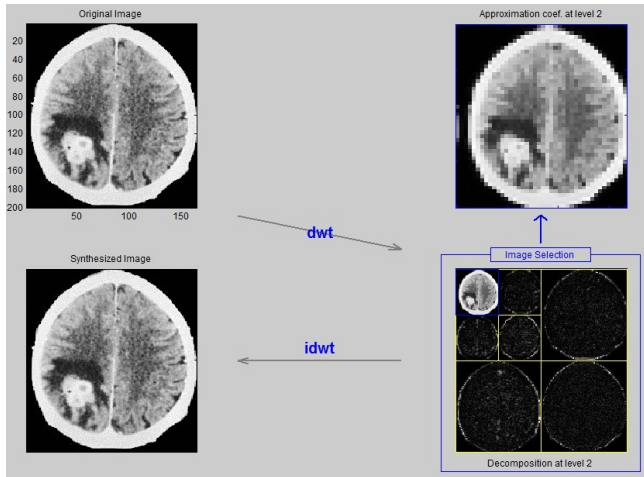 Original Image
Approximation coef. at level 2
20
40
60
80
100
120
140
160
180
200
50 100 150
dwt
Synthesized Image
Image Selection
idwt
Decomposition at level 2